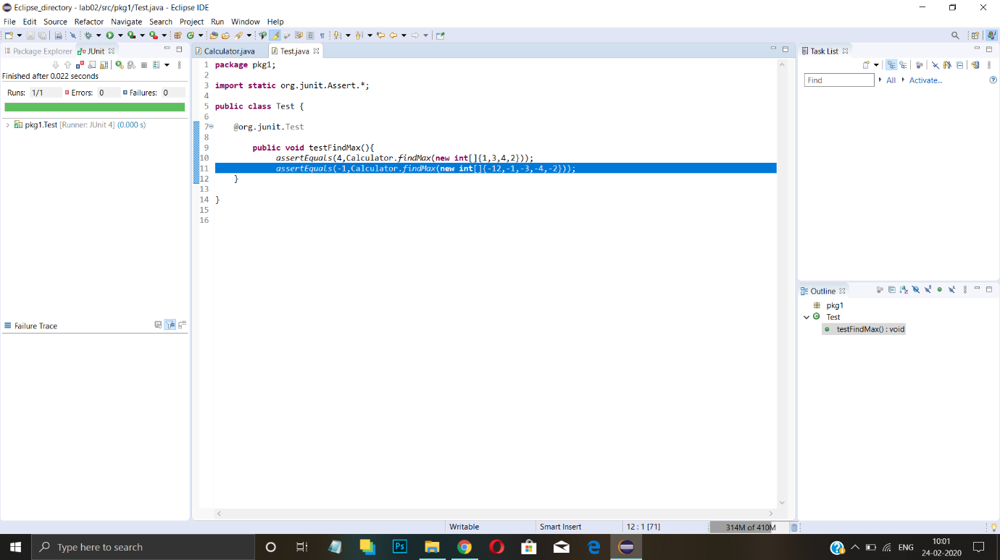 Eclipse_directory - lab02/src/pkg1/Test.java - Eclipse IDE
File Edit Source Refactor Navigate Search Project Run Window Help
Package Explorer JUnit
Finished after 0.022 seconds
Runs: 1/1 Errors: 0 Failures: 0
pkg1.Test [Runner: JUnit 4] (0.000 s)
Failure Trace
Calculator.java Test.java
1 package pkg1;
2
3 import static org.junit.Assert.*;
4
5 public class Test {
6
7 @org.junit.Test
8
9 public void testFindMax(){
10 assertEquals(4,Calculator.findMax(new int[]{1,3,4,2}));
11 assertEquals(-1,Calculator.findMax(new int[]{-12,-1,-3,-4,-2}));
12 }
13
14 }
15
16
Task List
Find All Activate...
Outline
pkg1
Test
testFindMax() : void
Writable Smart Insert 12 : 1 [71] 314M of 410M
Type here to search
Ps
ENG
10:01
24-02-2020